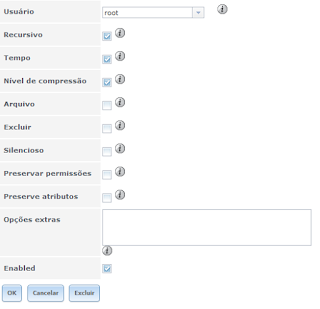 Usuário root
Recursivo
Tempo
Nível de compressão
Arquivo
Excluir
Silencioso
Preservar permissões
Preserve atributos
Opções extras
Enabled
OK Cancelar Excluir